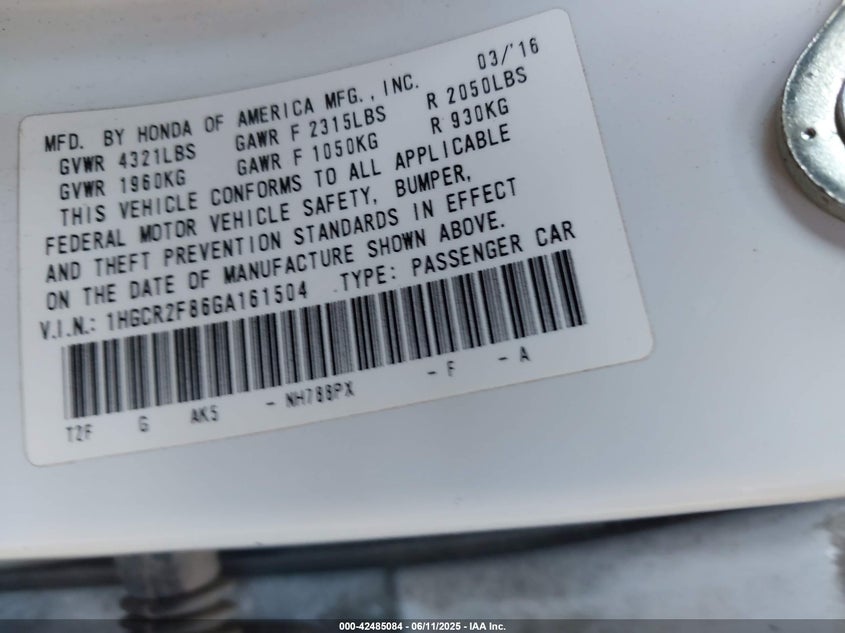 03/'16
MFD. BY HONDA OF AMERICA MFG., INC.
GVWR 4321LBS GAWR F 2315LBS R 2050LBS
GVWR 1960KG GAWR F 1050KG R 930KG
THIS VEHICLE CONFORMS TO ALL APPLICABLE
FEDERAL MOTOR VEHICLE SAFETY, BUMPER,
AND THEFT PREVENTION STANDARDS IN EFFECT
ON THE DATE OF MANUFACTURE SHOWN ABOVE.
V.I.N.: 1HGCR2F86GA161504 TYPE: PASSENGER CAR
T2F G AK5 - NH788PX - F - A
000-42485084 - 06/11/2025 - IAA Inc.